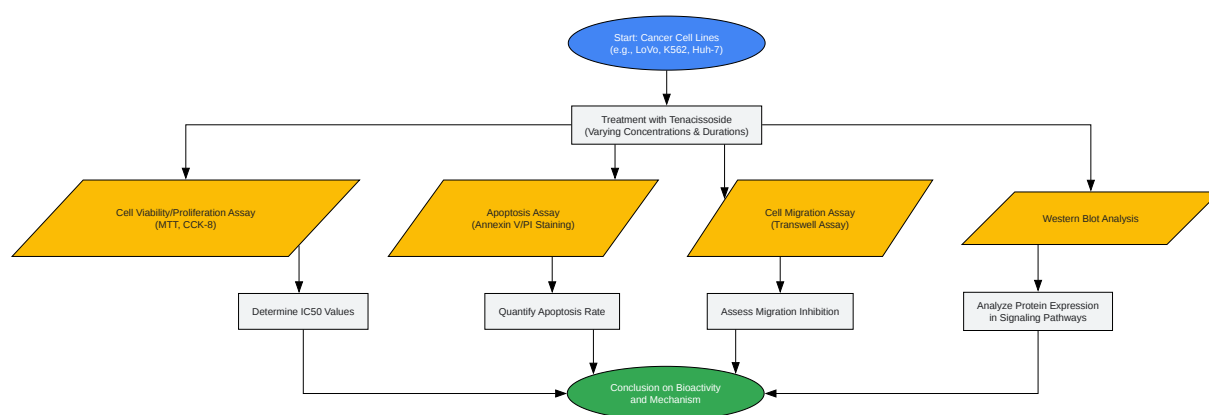 Start: Cancer Cell Lines
(e.g., LoVo, K562, Huh-7)
Treatment with Tenacissoside
(Varying Concentrations & Durations)
Cell Viability/Proliferation Assay
(MTT, CCK-8)
Apoptosis Assay
(Annexin V/PI Staining)
Cell Migration Assay
(Transwell Assay)
Western Blot Analysis
Determine IC50 Values
Quantify Apoptosis Rate
Assess Migration Inhibition
Analyze Protein Expression
in Signaling Pathways
Conclusion on Bioactivity
and Mechanism